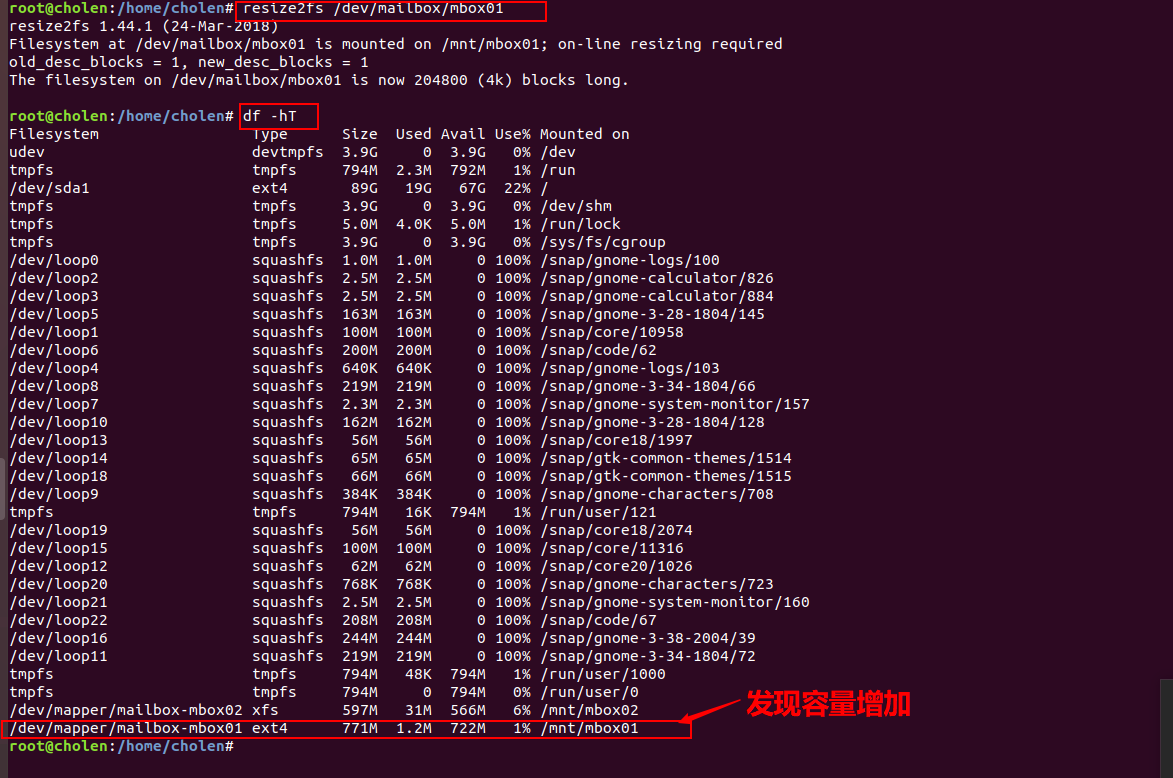 root@cholen:/home/cholen# resize2fs /dev/mailbox/mbox01
resize2fs 1.44.1 (24-Mar-2018)
Filesystem at /dev/mailbox/mbox01 is mounted on /mnt/mbox01; on-line resizing required
old_desc_blocks = 1, new_desc_blocks = 1
The filesystem on /dev/mailbox/mbox01 is now 204800 (4k) blocks long.
root@cholen:/home/cholen# df -hT
Filesystem Type Size Used Avail Use% Mounted on
udev devtmpfs 3.9G 0 3.9G 0% /dev
tmpfs tmpfs 794M 2.3M 792M 1% /run
/dev/sda1 ext4 89G 19G 67G 22% /
tmpfs tmpfs 3.9G 0 3.9G 0% /dev/shm
tmpfs tmpfs 5.0M 4.0K 5.0M 1% /run/lock
tmpfs tmpfs 3.9G 0 3.9G 0% /sys/fs/cgroup
/dev/loop0 squashfs 1.0M 1.0M 0 100% /snap/gnome-logs/100
/dev/loop2 squashfs 2.5M 2.5M 0 100% /snap/gnome-calculator/826
/dev/loop3 squashfs 2.5M 2.5M 0 100% /snap/gnome-calculator/884
/dev/loop5 squashfs 163M 163M 0 100% /snap/gnome-3-28-1804/145
/dev/loop1 squashfs 100M 100M 0 100% /snap/core/10958
/dev/loop6 squashfs 200M 200M 0 100% /snap/code/62
/dev/loop4 squashfs 640K 640K 0 100% /snap/gnome-logs/103
/dev/loop8 squashfs 219M 219M 0 100% /snap/gnome-3-34-1804/66
/dev/loop7 squashfs 2.3M 2.3M 0 100% /snap/gnome-system-monitor/157
/dev/loop10 squashfs 162M 162M 0 100% /snap/gnome-3-28-1804/128
/dev/loop13 squashfs 56M 56M 0 100% /snap/core18/1997
/dev/loop14 squashfs 65M 65M 0 100% /snap/gtk-common-themes/1514
/dev/loop18 squashfs 66M 66M 0 100% /snap/gtk-common-themes/1515
/dev/loop9 squashfs 384K 384K 0 100% /snap/gnome-characters/708
tmpfs tmpfs 794M 16K 794M 1% /run/user/121
/dev/loop19 squashfs 56M 56M 0 100% /snap/core18/2074
/dev/loop15 squashfs 100M 100M 0 100% /snap/core/11316
/dev/loop12 squashfs 62M 62M 0 100% /snap/core20/1026
/dev/loop20 squashfs 768K 768K 0 100% /snap/gnome-characters/723
/dev/loop21 squashfs 2.5M 2.5M 0 100% /snap/gnome-system-monitor/160
/dev/loop22 squashfs 208M 208M 0 100% /snap/code/67
/dev/loop16 squashfs 244M 244M 0 100% /snap/gnome-3-38-2004/39
/dev/loop11 squashfs 219M 219M 0 100% /snap/gnome-3-34-1804/72
tmpfs tmpfs 794M 48K 794M 1% /run/user/1000
tmpfs tmpfs 794M 0 794M 0% /run/user/0
/dev/mapper/mailbox-mbox02 xfs 597M 31M 566M 6% /mnt/mbox02
发现容量增加
/dev/mapper/mailbox-mbox01 ext4 771M 1.2M 722M 1% /mnt/mbox01
root@cholen:/home/cholen#